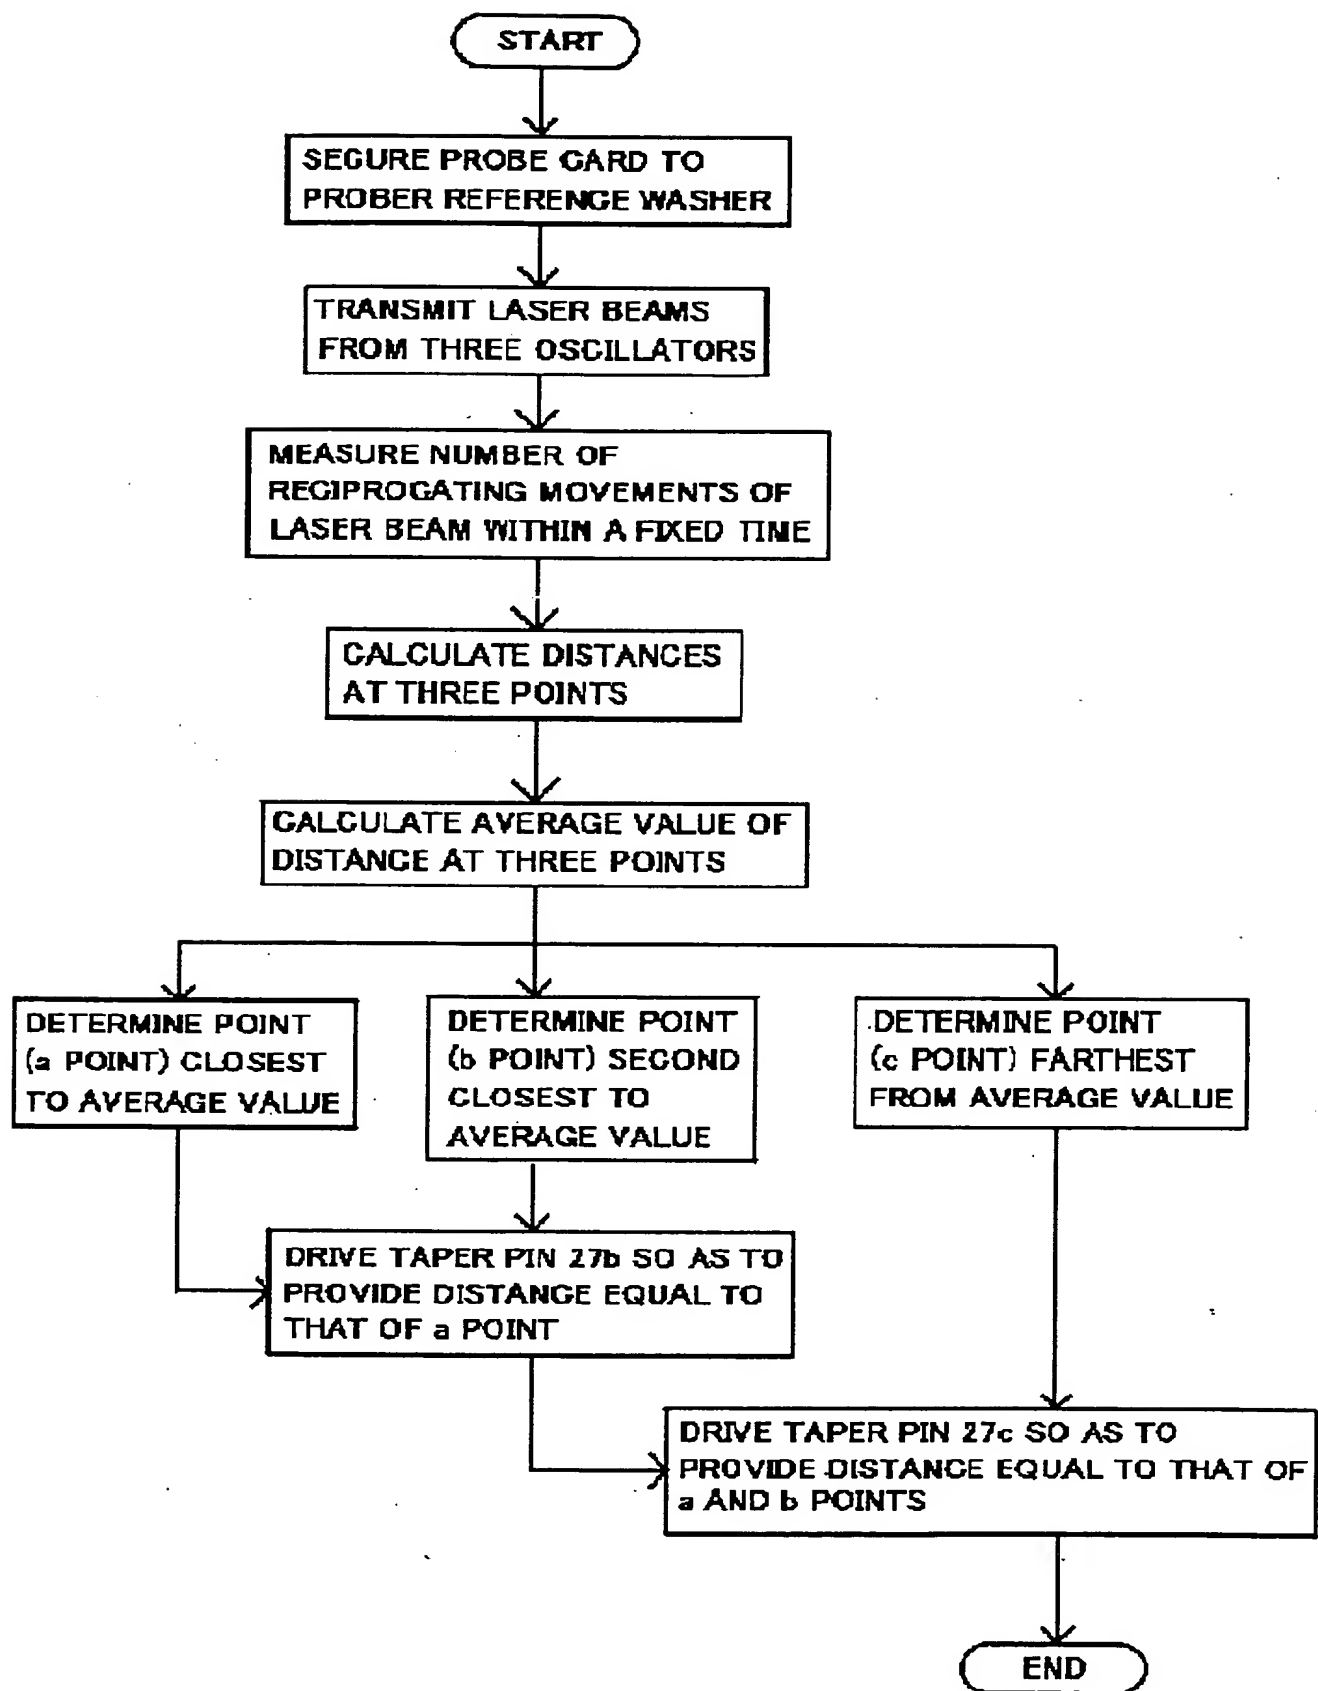 START
SECURE PROBE CARD TO
PROBER REFERENCE WASHER
TRANSMIT LASER BEAMS
FROM THREE OSCILLATORS
MEASURE NUMBER OF
RECIPROCATING MOVEMENTS OF
LASER BEAM WITHIN A FIXED TIME
CALCULATE DISTANCES
AT THREE POINTS
CALCULATE AVERAGE VALUE OF
DISTANCE AT THREE POINTS
DETERMINE POINT
(a POINT) CLOSEST
TO AVERAGE VALUE
DETERMINE POINT
(b POINT) SECOND
CLOSEST TO
AVERAGE VALUE
DETERMINE POINT
(c POINT) FARTHEST
FROM AVERAGE VALUE
DRIVE TAPER PIN 27b SO AS TO
PROVIDE DISTANCE EQUAL TO
THAT OF a POINT
DRIVE TAPER PIN 27c SO AS TO
PROVIDE DISTANCE EQUAL TO THAT OF
a AND b POINTS
END